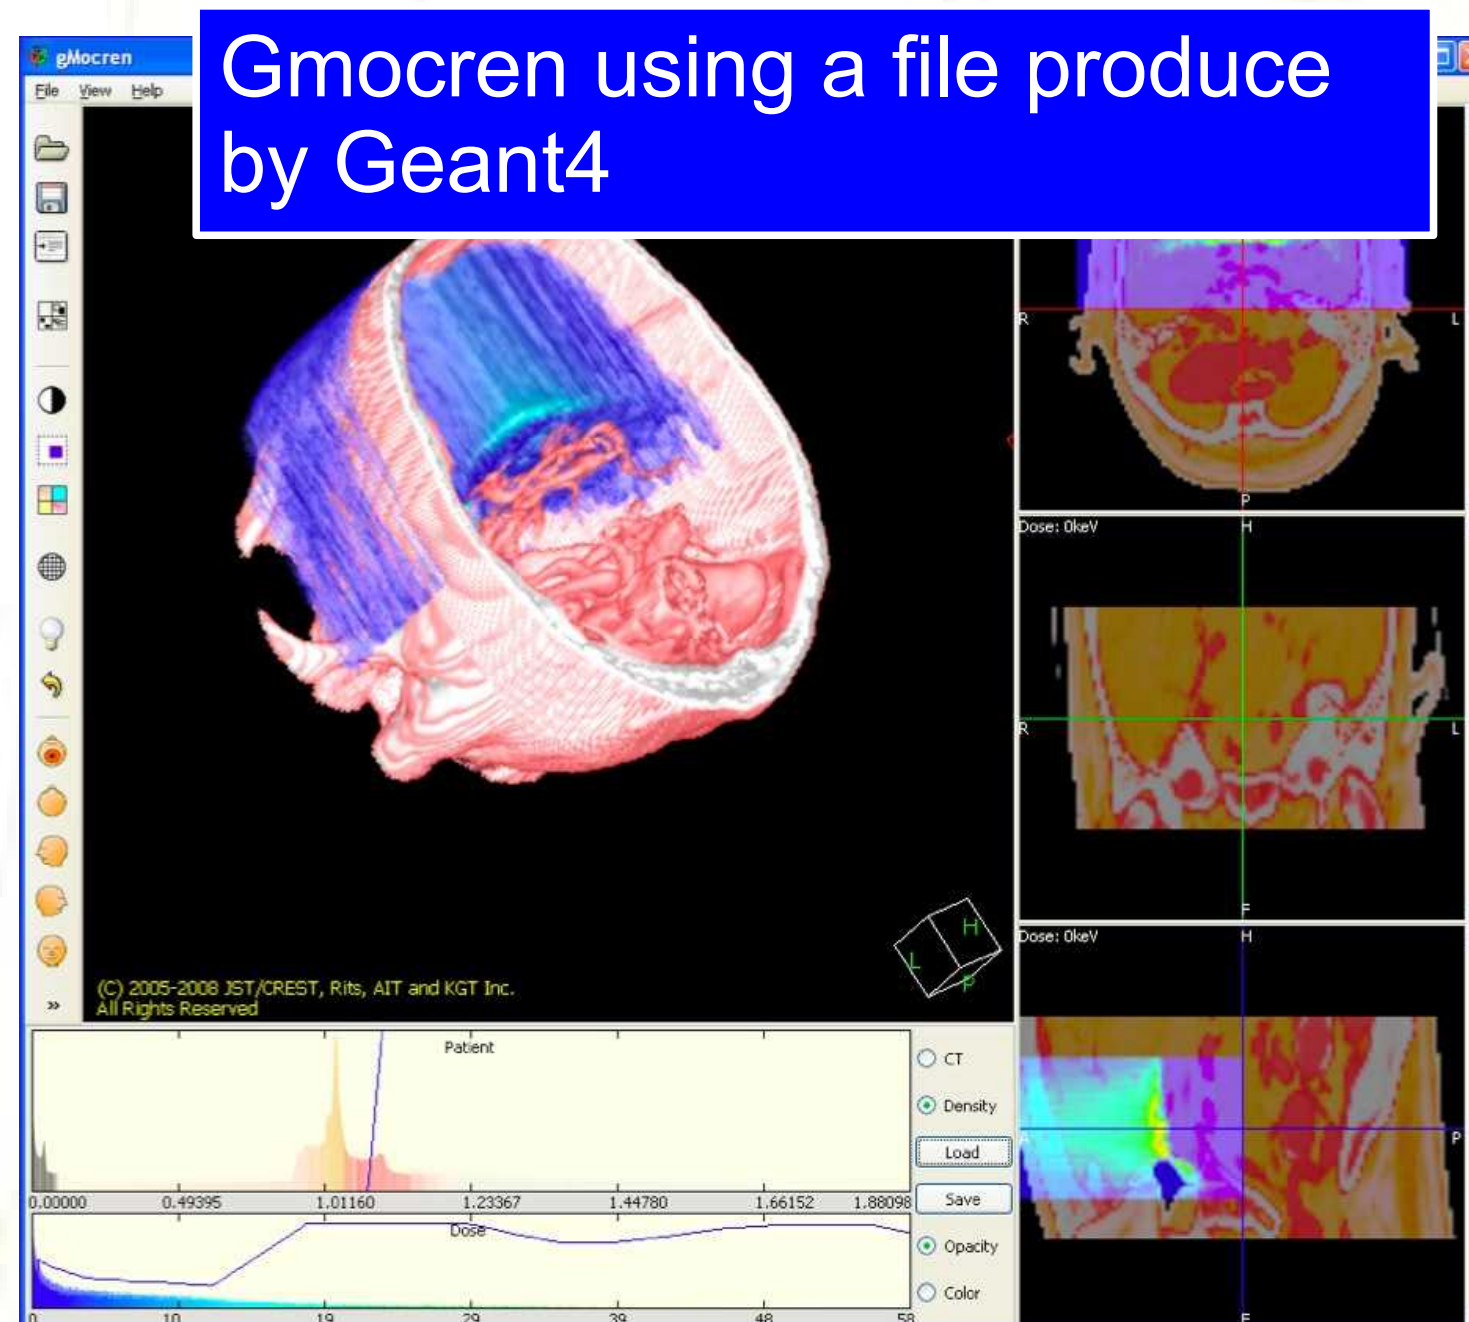 Gmocren using a file produce
by Geant4
gMocren
File View Help
R L
P
Dose: 0keV
H
R L
F
Dose: 0keV
H
A P
F
H
L
P
(C) 2005-2008 JST/CREST, Rits, AIT and KGT Inc.
All Rights Reserved
Patient
0.00000 0.49395 1.01160 1.23367 1.44780 1.66152 1.88098
Dose
0 10 19 29 39 48 58
CT
Density
Load
Save
Opacity
Color